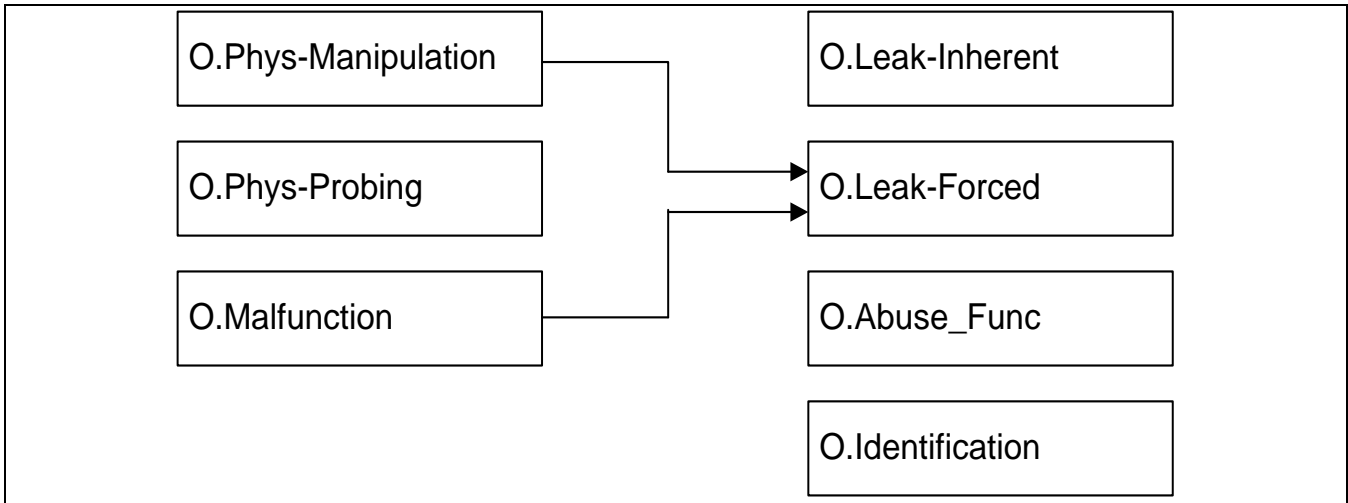 O.Phys-Manipulation
O.Leak-Inherent
O.Phys-Probing
O.Leak-Forced
O.Malfunction
O.Abuse_Func
O.Identification